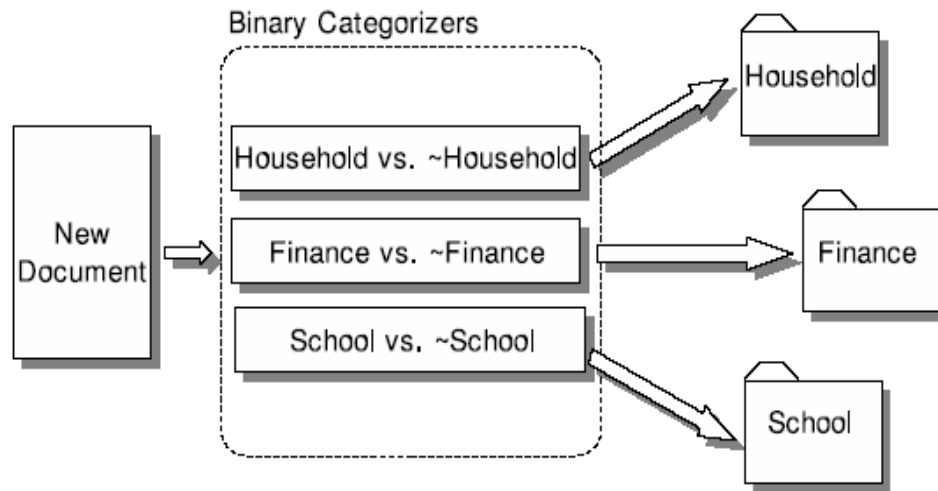 Binary Categorizers
New
Document
Household vs. ~Household
Finance vs. ~Finance
School vs. ~School
Household
Finance
School